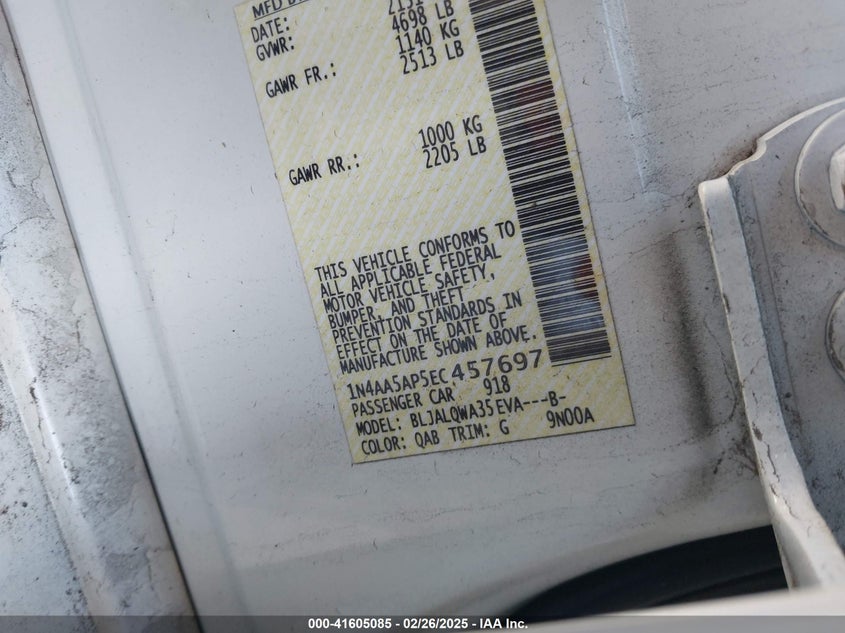 MFD B
DATE:
GVWR: 4698 LB
GAWR FR.: 1140 KG
2513 LB
GAWR RR.: 1000 KG
2205 LB
THIS VEHICLE CONFORMS TO
ALL APPLICABLE FEDERAL
MOTOR VEHICLE SAFETY,
BUMPER, AND THEFT
PREVENTION STANDARDS IN
EFFECT ON THE DATE OF
MANUFACTURE SHOWN ABOVE.
1N4AA5AP5EC457697
PASSENGER CAR 918
MODEL: BLJALQWA35EVA---B-
COLOR: QAB TRIM: G 9N00A
000-41605085 - 02/26/2025 - IAA Inc.